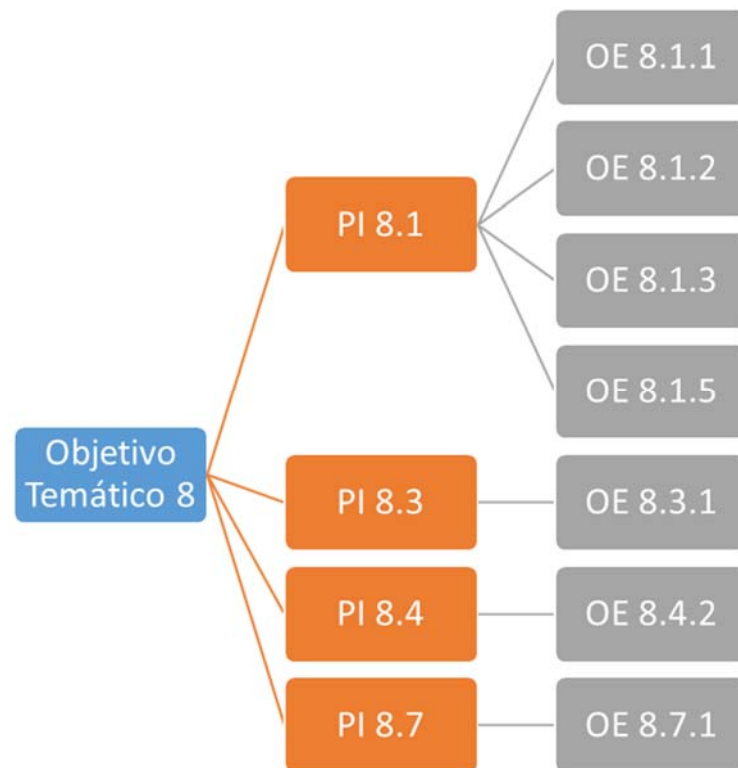 Objetivo
Temático 8
PI 8.1
OE 8.1.1
OE 8.1.2
OE 8.1.3
OE 8.1.5
PI 8.3
OE 8.3.1
PI 8.4
OE 8.4.2
PI 8.7
OE 8.7.1